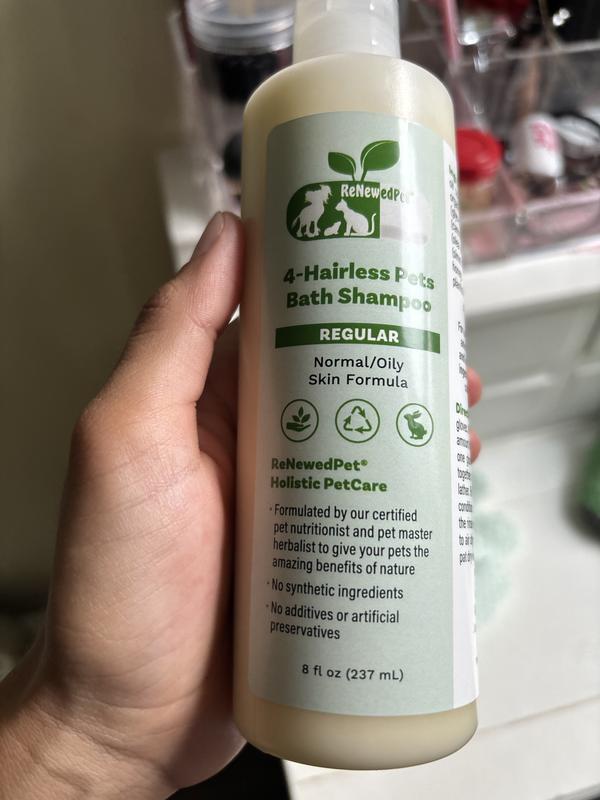 ReNewedPet
4-Hairless Pets
Bath Shampoo
REGULAR
Normal/Oily
Skin Formula
ReNewedPet®
Holistic PetCare
· Formulated by our certified
pet nutritionist and pet master
herbalist to give your pets the
amazing benefits of nature
· No synthetic ingredients
· No additives or artificial
preservatives
8 fl oz (237 mL)